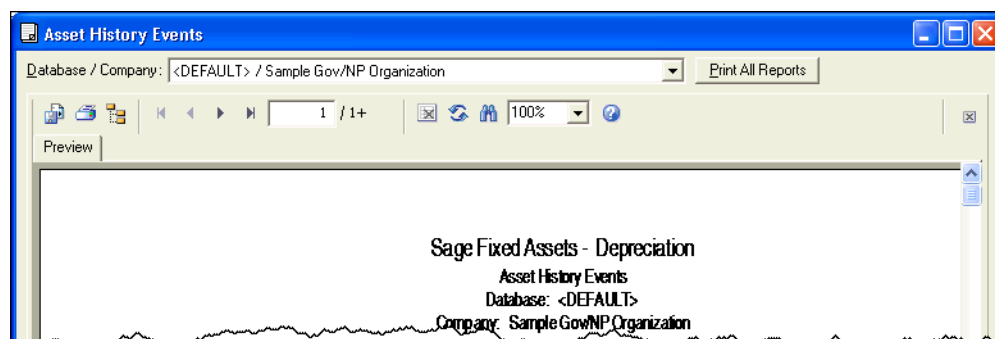 Asset History Events
Database / Company: <DEFAULT> / Sample Gov/NP Organization Print All Reports
1 / 1+ 100%
Preview
Sage Fixed Assets - Depreciation
Asset History Events
Database: <DEFAULT>
Company: Sample Gov/NP Organization